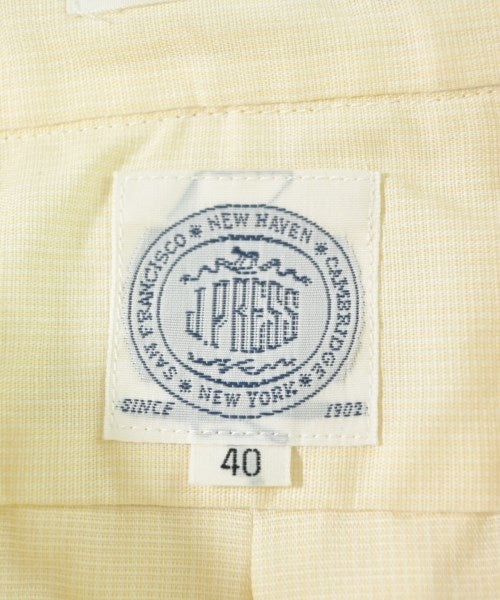 NEW HAVEN * CAMBRIDGE * NEW YORK * SAN FRANCISCO *
J.PRESS
SINCE 1902
40